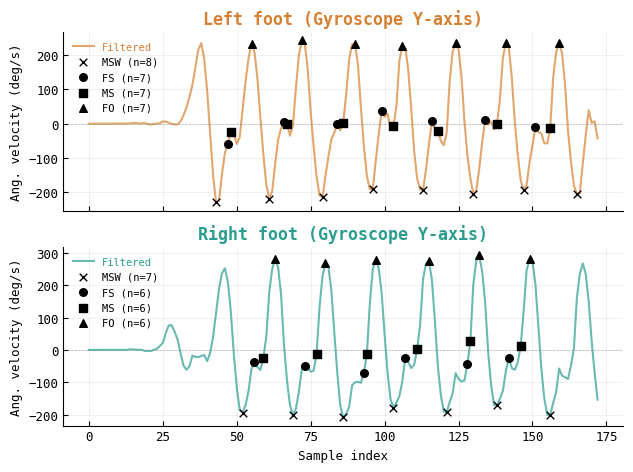 Left foot (Gyroscope Y-axis)
Ang. velocity (deg/s)
200
100
0
−100
−200
Filtered
MSW (n=8)
FS (n=7)
MS (n=7)
FO (n=7)
Right foot (Gyroscope Y-axis)
Ang. velocity (deg/s)
300
200
100
0
−100
−200
Filtered
MSW (n=7)
FS (n=6)
MS (n=6)
FO (n=6)
0 25 50 75 100 125 150 175
Sample index